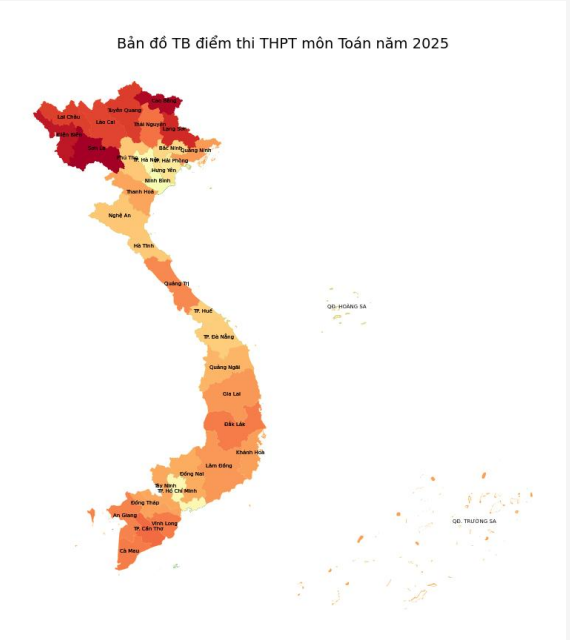 Bản đồ TB điểm thi THPT môn Toán năm 2025
Cao Bằng
Tuyên Quang
Lai Châu
Lào Cai
Thái Nguyên
Lạng Sơn
Điện Biên
Sơn La
Bắc Ninh
Quảng Ninh
Phú Thọ
TP. Hà Nội
TP. Hải Phòng
Hưng Yên
Ninh Bình
Thanh Hoá
Nghệ An
Hà Tĩnh
Quảng Trị
TP. Huế
QĐ. HOÀNG SA
TP. Đà Nẵng
Quảng Ngãi
Gia Lai
Đắk Lắk
Khánh Hoà
Lâm Đồng
Đồng Nai
Tây Ninh
TP. Hồ Chí Minh
Đồng Tháp
An Giang
Vĩnh Long
TP. Cần Thơ
QĐ. TRƯỜNG SA
Cà Mau